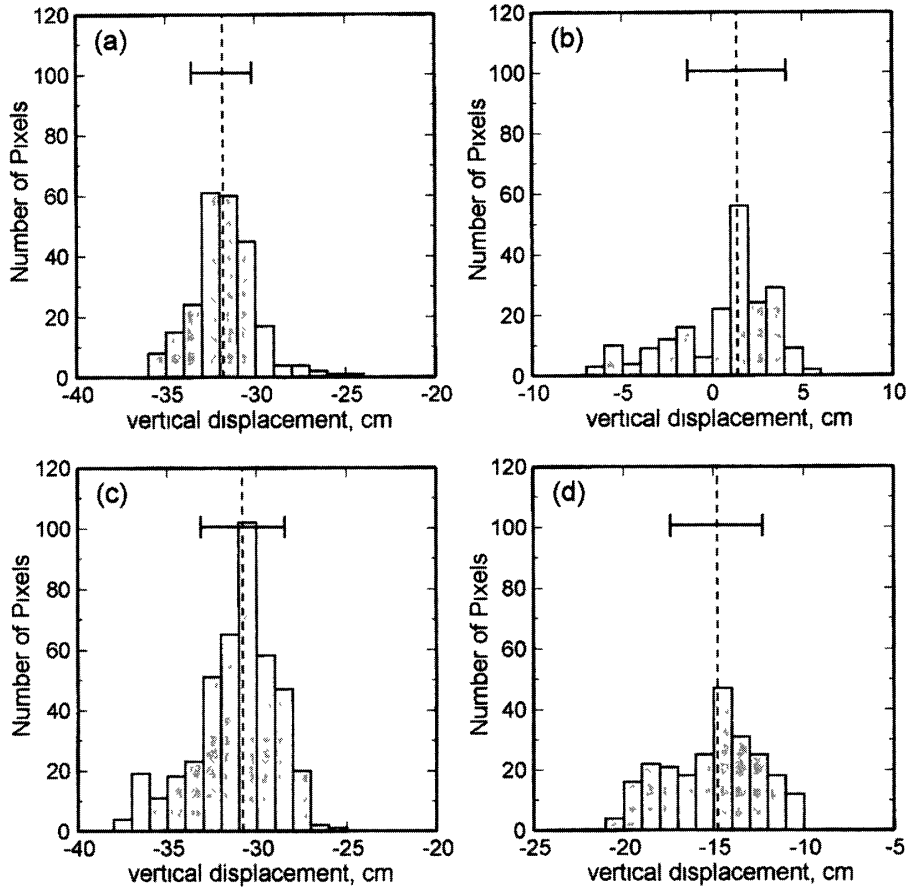 (a)
Number of Pixels
120
100
80
60
40
20
0
-40 -35 -30 -25 -20
vertical displacement, cm
(b)
Number of Pixels
120
100
80
60
40
20
0
-10 -5 0 5 10
vertical displacement, cm
(c)
Number of Pixels
120
100
80
60
40
20
0
-40 -35 -30 -25 -20
vertical displacement, cm
(d)
Number of Pixels
120
100
80
60
40
20
0
-25 -20 -15 -10 -5
vertical displacement, cm